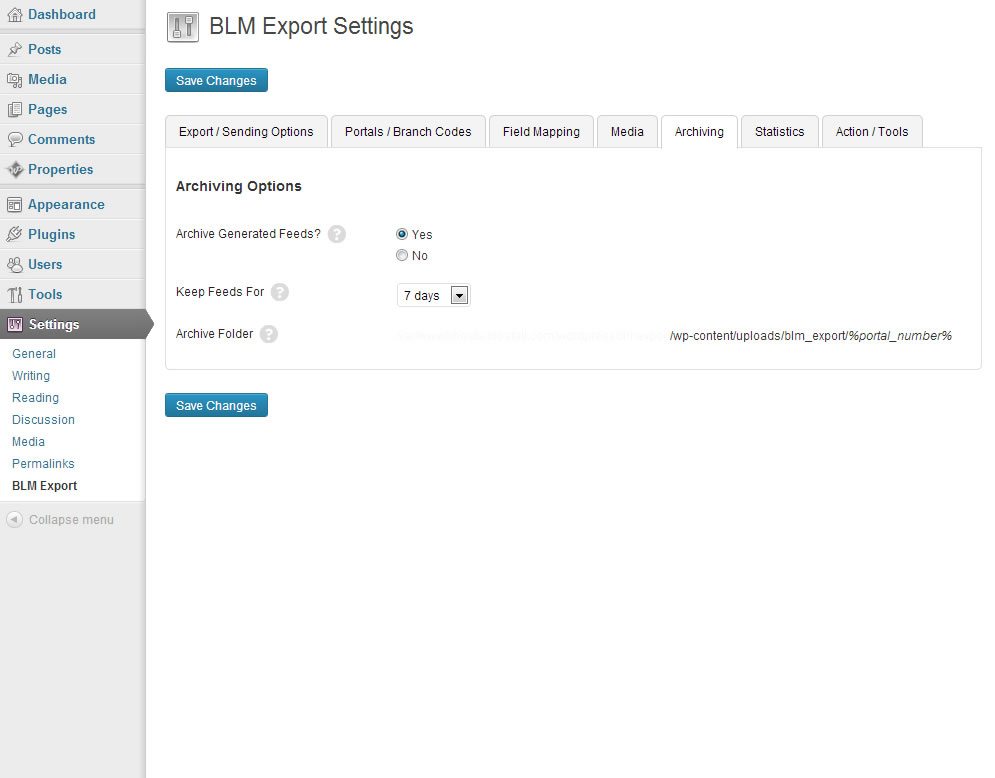 Dashboard
Posts
Media
Pages
Comments
Properties
Appearance
Plugins
Users
Tools
Settings
General
Writing
Reading
Discussion
Media
Permalinks
BLM Export
Collapse menu
BLM Export Settings
Save Changes
Export / Sending Options Portals / Branch Codes Field Mapping Media Archiving Statistics Action / Tools
Archiving Options
Archive Generated Feeds? ? Yes
No
Keep Feeds For ? 7 days
Archive Folder ? /wp-content/uploads/blm_export/%portal_number%
Save Changes